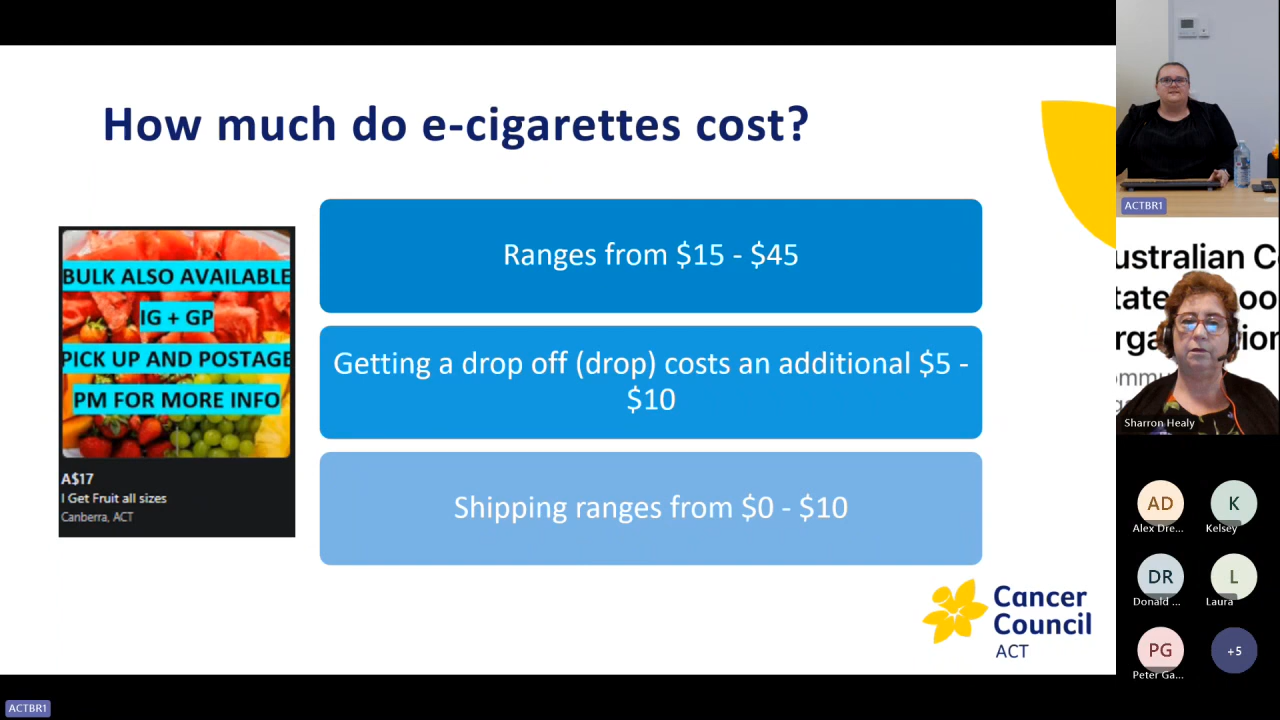 How much do e-cigarettes cost?
BULK ALSO AVAILABLE
IG + GP
PICK UP AND POSTAGE
PM FOR MORE INFO
A$17
I Get Fruit all sizes
Canberra, ACT
Ranges from $15 - $45
Getting a drop off (drop) costs an additional $5 -
$10
Shipping ranges from $0 - $10
Cancer
Council
ACT
ACTBR1
ustralian C
tate
Sharron Healy
AD
Alex Dre...
K
Kelsey
DR
Donald ...
L
Laura
PG
Peter Ga...
+5
ACTBR1